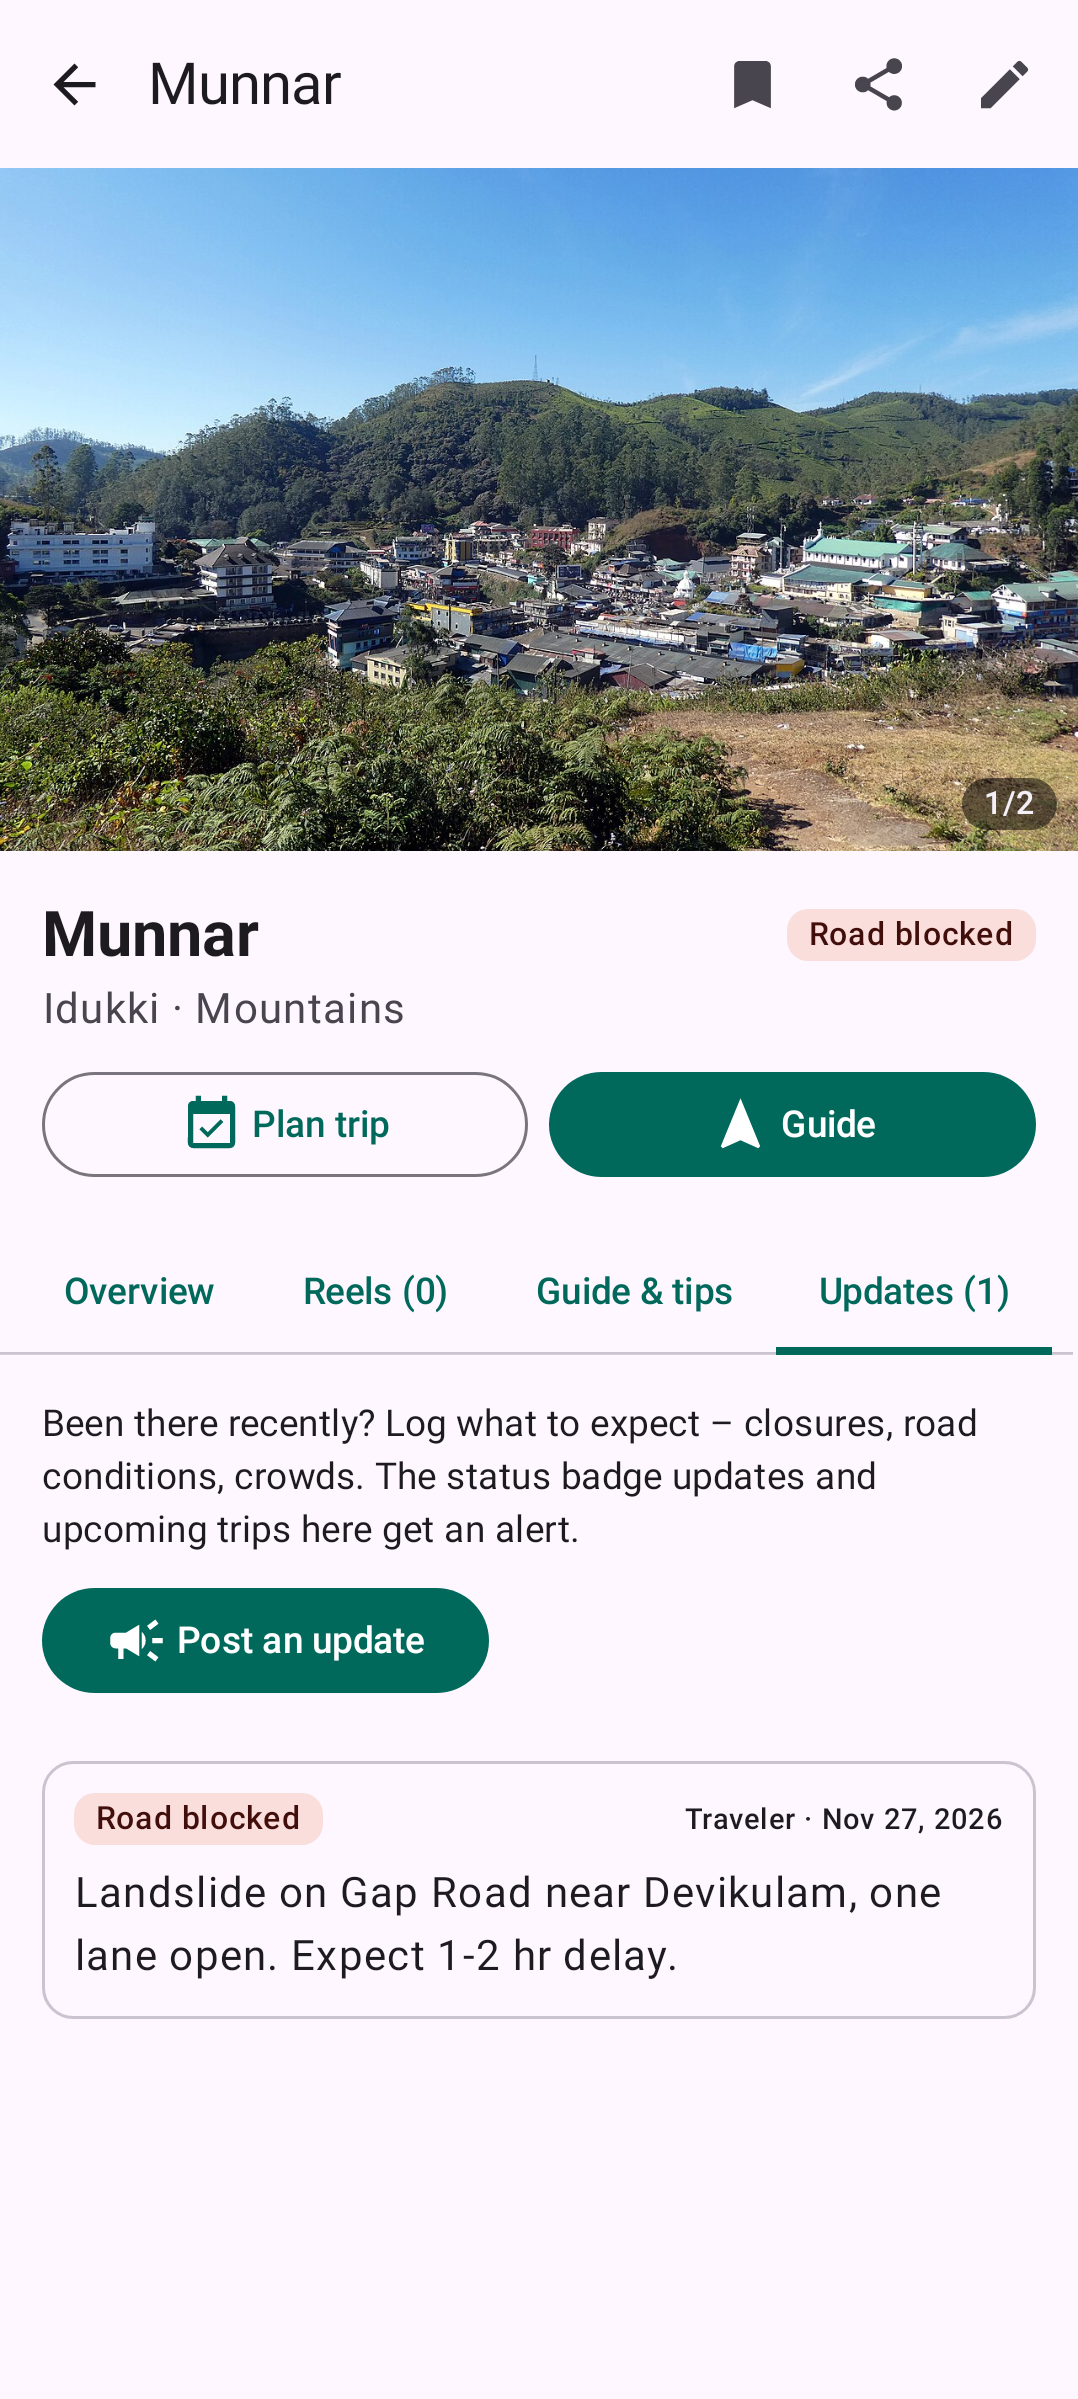 Munnar
1/2
Munnar
Road blocked
Idukki · Mountains
Plan trip
Guide
Overview
Reels (0)
Guide & tips
Updates (1)
Been there recently? Log what to expect – closures, road
conditions, crowds. The status badge updates and
upcoming trips here get an alert.
Post an update
Road blocked
Traveler · Nov 27, 2026
Landslide on Gap Road near Devikulam, one
lane open. Expect 1-2 hr delay.